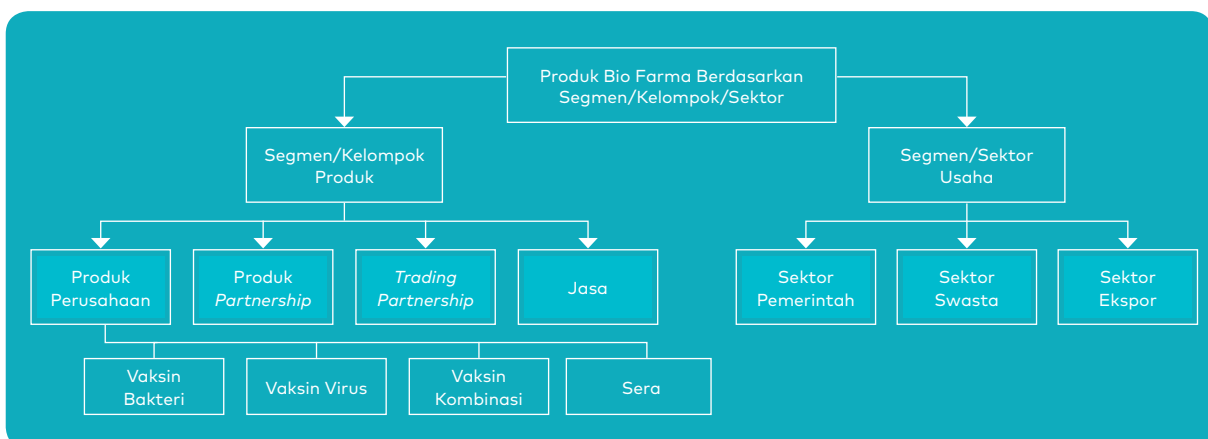 Produk Bio Farma Berdasarkan
Segmen/Kelompok/Sektor
Segmen/Kelompok
Produk
Segmen/Sektor
Usaha
Produk
Perusahaan
Produk
Partnership
Trading
Partnership
Jasa
Sektor
Pemerintah
Sektor
Swasta
Sektor
Ekspor
Vaksin
Bakteri
Vaksin Virus
Vaksin
Kombinasi
Sera